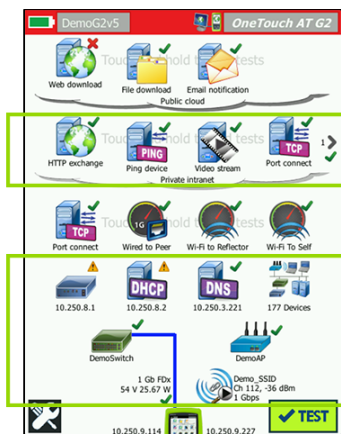 DemoG2v5
OneTouch AT G2
Web download
File download
Email notification
Public cloud
HTTP exchange
PING
Ping device
Video stream
TCP
Port connect
1
Private intranet
TCP
Port connect
1G
Wired to Peer
Wi-Fi to Reflector
Wi-Fi To Self
10.250.8.1
DHCP
10.250.8.2
DNS
10.250.3.221
177 Devices
DemoSwitch
DemoAP
1 Gb FDx
54 V 25.67 W
Demo_SSID
Ch 112, -36 dBm
1 Gbps
TEST
10.250.9.114
10.250.9.227